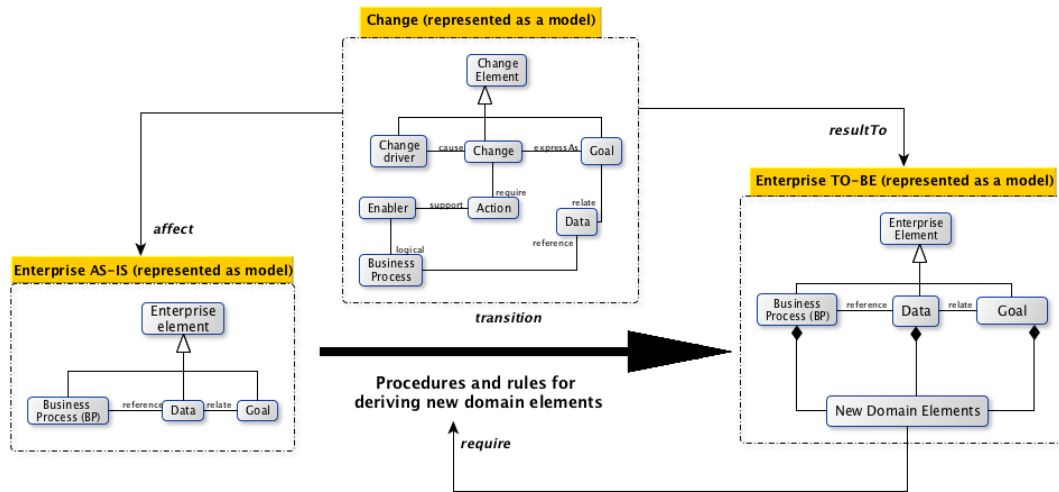 Change (represented as a model)
Change
Element
Change
driver
cause
Change
expressAs
Goal
require
relate
Enabler
support
Action
Data
reference
logical
Business
Process
affect
resultTo
Enterprise AS-IS (represented as model)
Enterprise
element
Business
Process (BP)
reference
Data
relate
Goal
transition
Procedures and rules for
deriving new domain elements
require
Enterprise TO-BE (represented as a model)
Enterprise
Element
Business
Process (BP)
reference
Data
relate
Goal
New Domain Elements